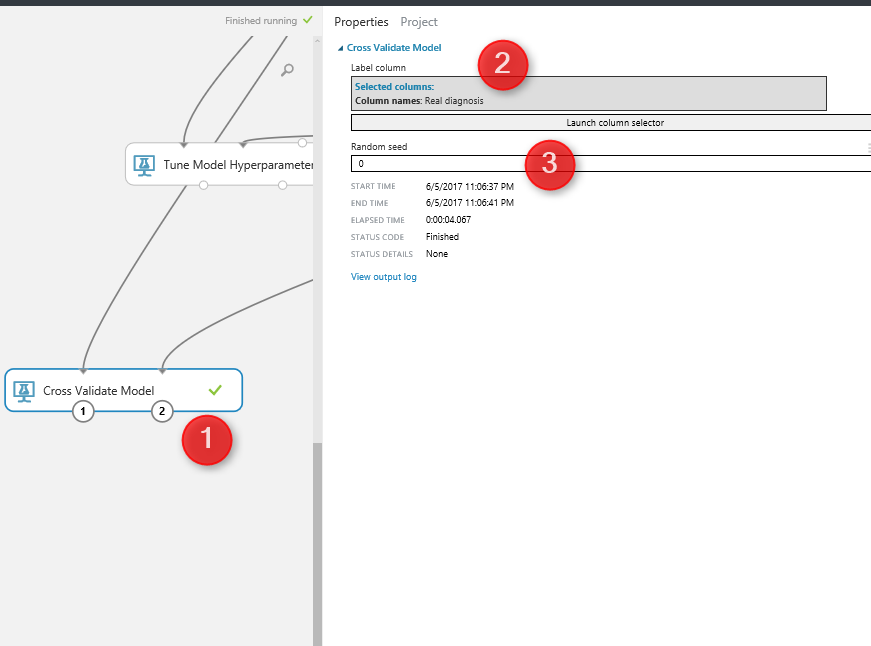 Finished running
Properties Project
Cross Validate Model
2
Label column
Selected columns:
Column names: Real diagnosis
Launch column selector
Random seed
3
0
Tune Model Hyperparameter
START TIME 6/5/2017 11:06:37 PM
END TIME 6/5/2017 11:06:41 PM
ELAPSED TIME 0:00:04.067
STATUS CODE Finished
STATUS DETAILS None
View output log
Cross Validate Model
1 2
1